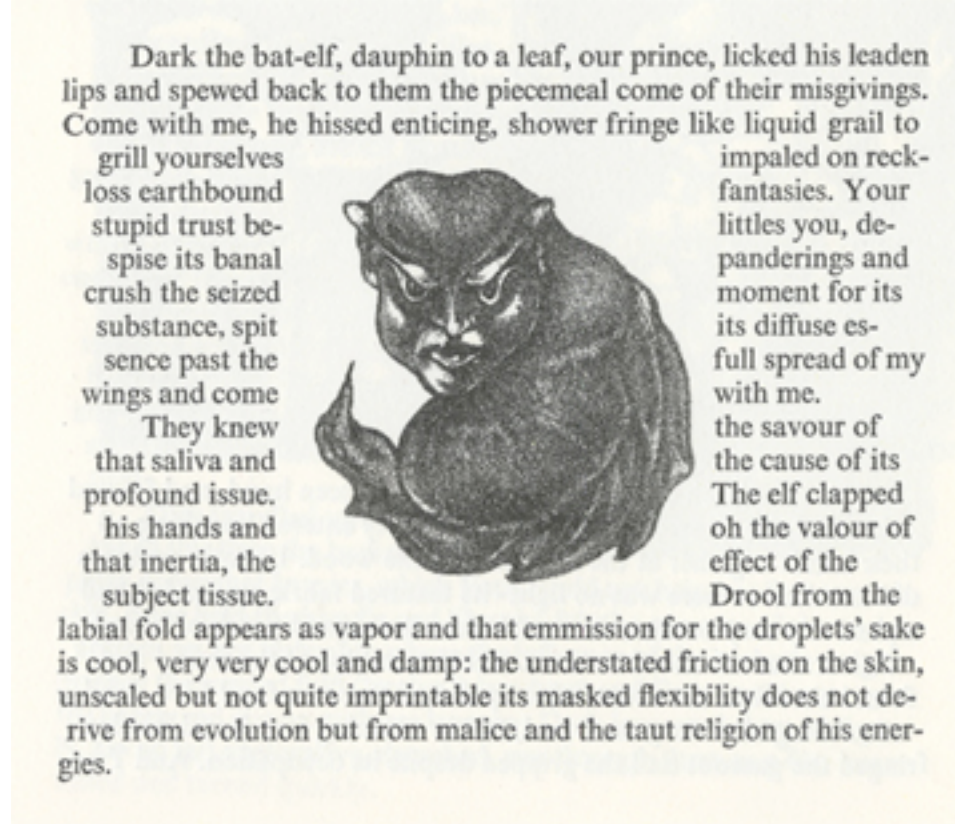 Dark the bat-elf, dauphin to a leaf, our prince, licked his leaden
lips and spewed back to them the piecemeal come of their misgivings.
Come with me, he hissed enticing, shower fringe like liquid grail to
grill yourselves impaled on reck-
loss earthbound fantasies. Your
stupid trust be- littles you, de-
spise its banal panderings and
crush the seized moment for its
substance, spit its diffuse es-
sence past the full spread of my
wings and come with me.
They knew the savour of
that saliva and the cause of its
profound issue. The elf clapped
his hands and oh the valour of
that inertia, the effect of the
subject tissue. Drool from the
labial fold appears as vapor and that emmission for the droplets' sake
is cool, very very cool and damp: the understated friction on the skin,
unscaled but not quite imprintable its masked flexibility does not de-
rive from evolution but from malice and the taut religion of his ener-
gies.